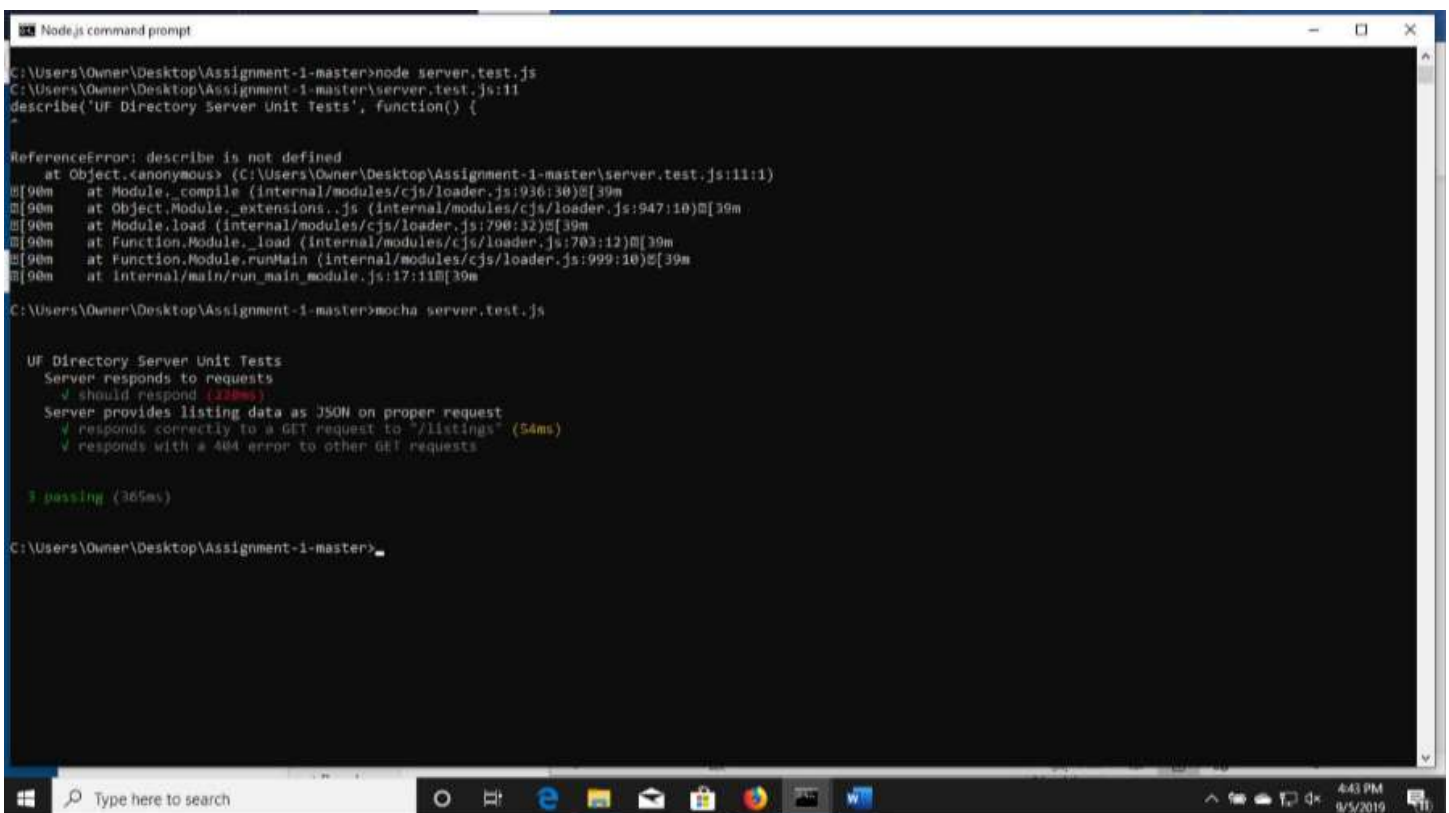 Node.js command prompt
C:\Users\Owner\Desktop\Assignment-1-master>node server.test.js
C:\Users\Owner\Desktop\Assignment-1-master\server.test.js:11
describe('UF Directory Server Unit Tests', function() {
^
ReferenceError: describe is not defined
at Object.<anonymous> (C:\Users\Owner\Desktop\Assignment-1-master\server.test.js:11:1)
[90m at Module._compile (internal/modules/cjs/loader.js:936:30)[39m
[90m at Object.Module._extensions..js (internal/modules/cjs/loader.js:947:10)[39m
[90m at Module.load (internal/modules/cjs/loader.js:790:32)[39m
[90m at Function.Module._load (internal/modules/cjs/loader.js:703:12)[39m
[90m at Function.Module.runMain (internal/modules/cjs/loader.js:999:10)[39m
[90m at internal/main/run_main_module.js:17:11[39m
C:\Users\Owner\Desktop\Assignment-1-master>mocha server.test.js
UF Directory Server Unit Tests
Server responds to requests
√ should respond
Server provides listing data as JSON on proper request
√ responds correctly to a GET request to "/listings" (54ms)
√ responds with a 404 error to other GET requests
3 passing (365ms)
C:\Users\Owner\Desktop\Assignment-1-master>
Type here to search
4:43 PM
9/5/2019